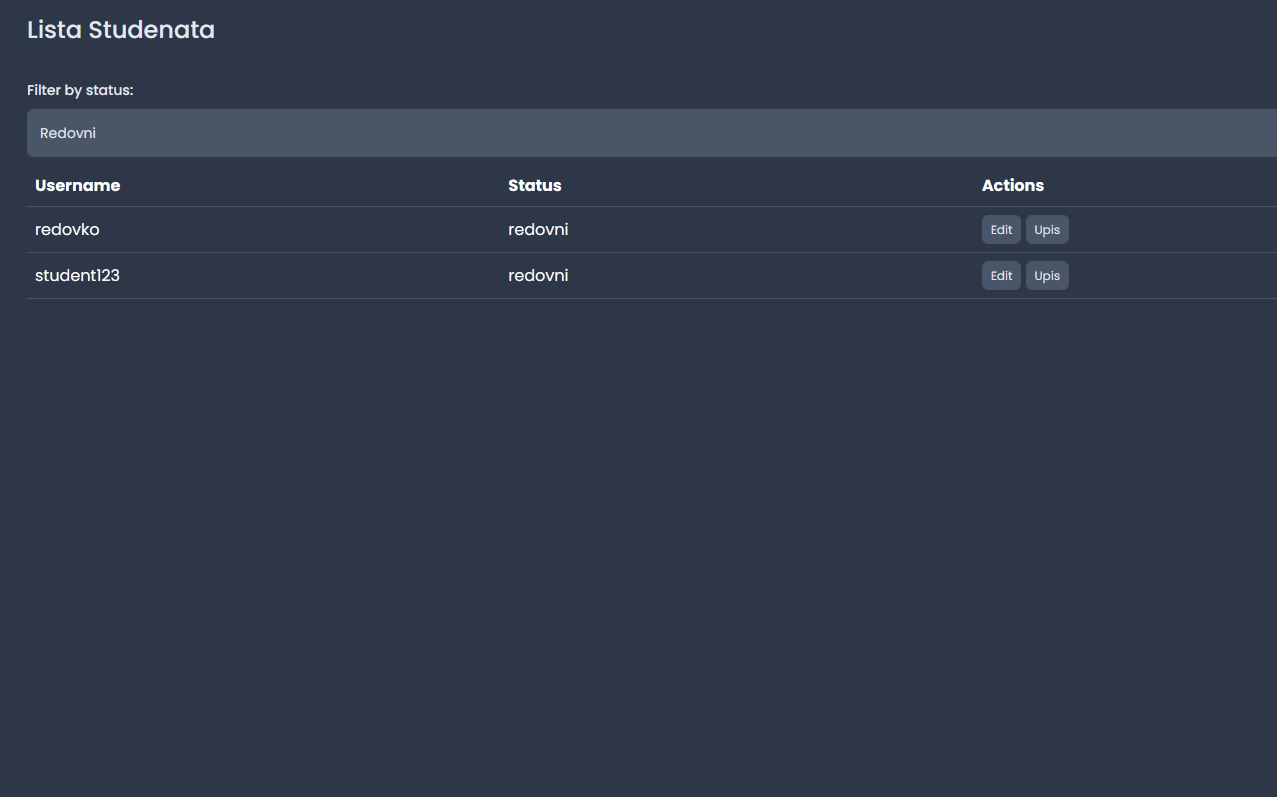 Lista Studenata
Filter by status:
Redovni
Username Status Actions
redovko redovni Edit Upis
student123 redovni Edit Upis